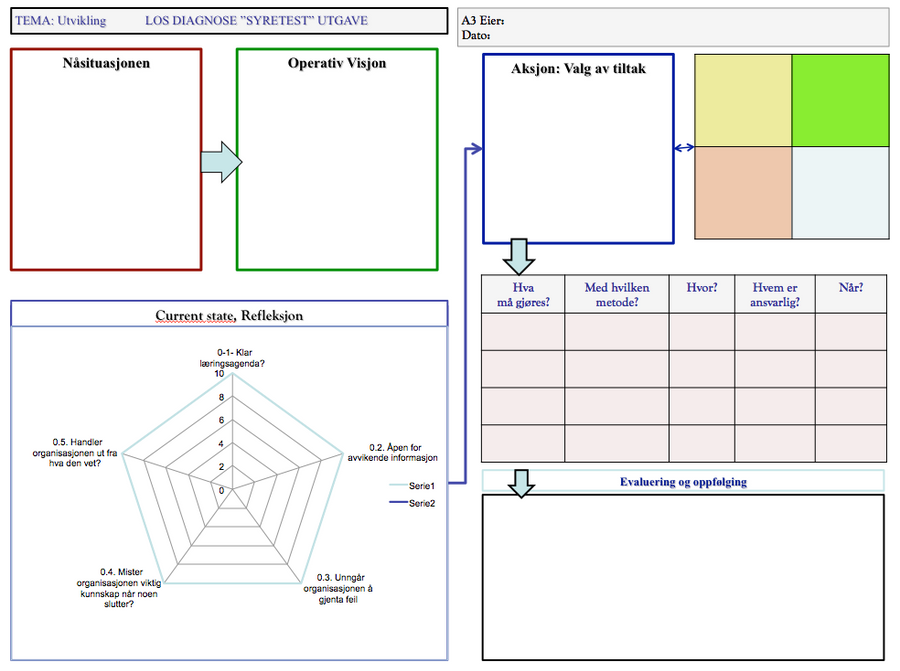 TEMA: Utvikling LOS DIAGNOSE ”SYRETEST” UTGAVE
A3 Eier:
Dato:
Nåsituasjonen
Operativ Visjon
Aksjon: Valg av tiltak
Hva
må gjøres?
Med hvilken
metode?
Hvor?
Hvem er
ansvarlig?
Når?
Current state, Refleksjon
0-1- Klar
læringsagenda?
10
8
6
4
2
0
0.2. Åpen for
avvikende informasjon
0.3. Unngår
organisasjonen å
gjenta feil
0.4. Mister
organisasjonen viktig
kunnskap når noen
slutter?
0.5. Handler
organisasjonen ut fra
hva den vet?
Serie1
Serie2
Evaluering og oppfølging